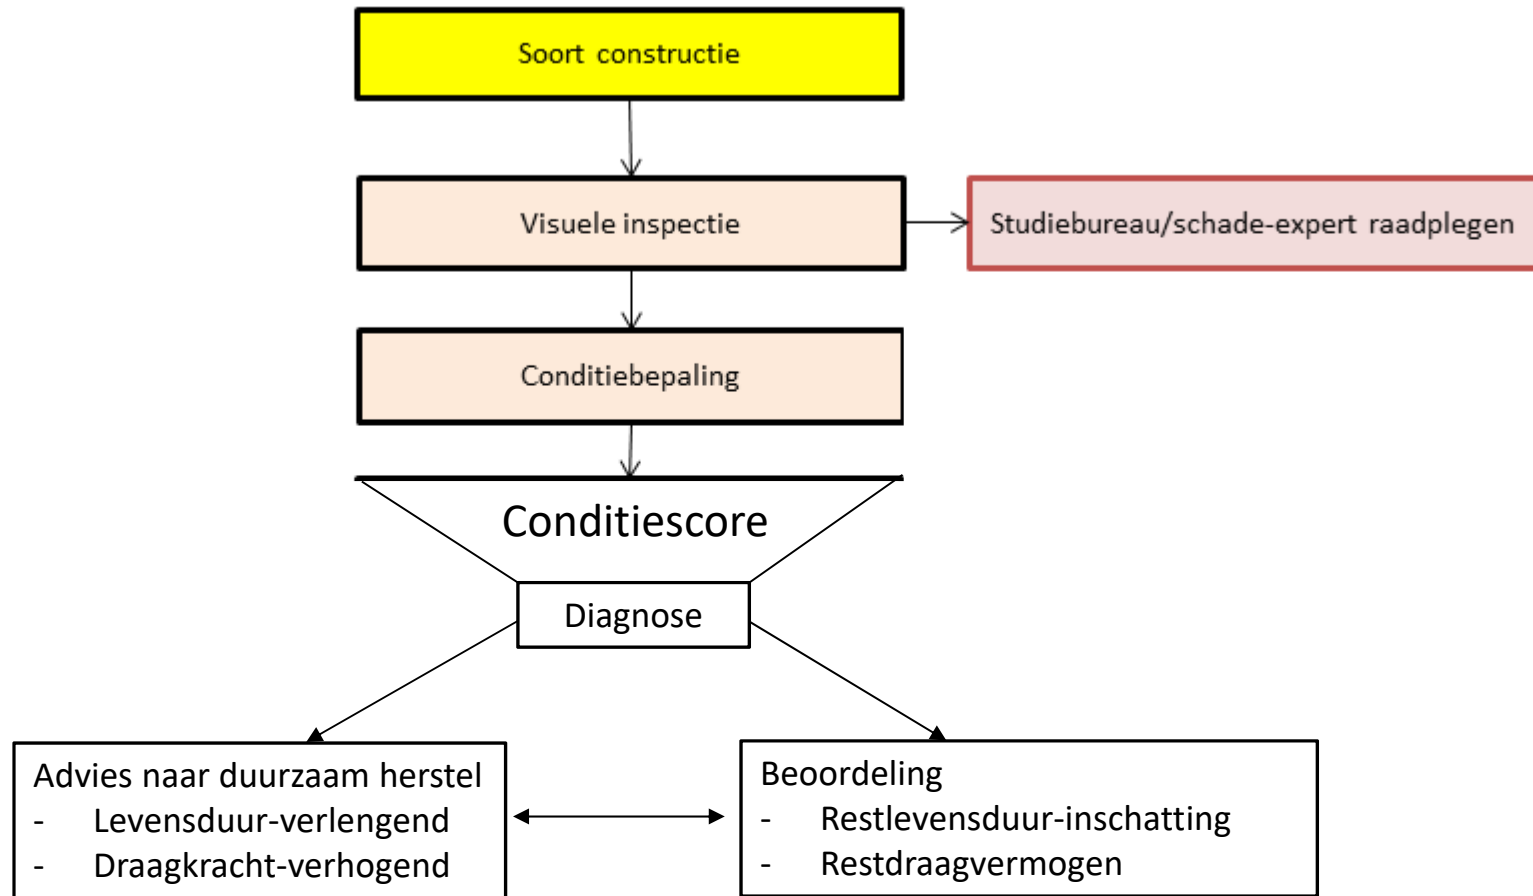 Soort constructie
Visuele inspectie
Studiebureau/schade-expert raadplegen
Conditiebepaling
Conditiescore
Diagnose
Advies naar duurzaam herstel
- Levensduur-verlengend
- Draagkracht-verhogend
Beoordeling
- Restlevensduur-inschatting
- Restdraagvermogen